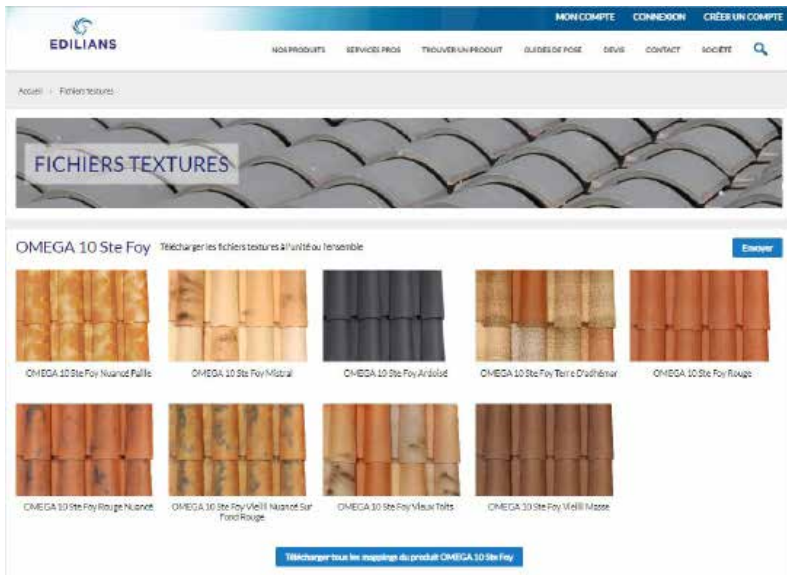 MON COMPTE CONNEXION CRÉER UN COMPTE
EDILIANS
NOS PRODUITS SERVICES PROS TROUVER UN PRODUIT GUIDES DE POSE DEVIS CONTACT SOCIÉTÉ
Accueil > Fichiers textures
FICHIERS TEXTURES
OMEGA 10 Ste Foy Télécharger les fichiers textures à l'unité ou l'ensemble Envoyer
OMEGA 10 Ste Foy Nuancé Paille OMEGA 10 Ste Foy Mistral OMEGA 10 Ste Foy Ardoisé OMEGA 10 Ste Foy Terre D'adhémar OMEGA 10 Ste Foy Rouge
OMEGA 10 Ste Foy Rouge Nuancé OMEGA 10 Ste Foy Vieilli Nuancé Sur OMEGA 10 Ste Foy Vieux Toits OMEGA 10 Ste Foy Vieilli Masse
Fond Rouge
Télécharger tous les mappings du produit OMEGA 10 Ste Foy